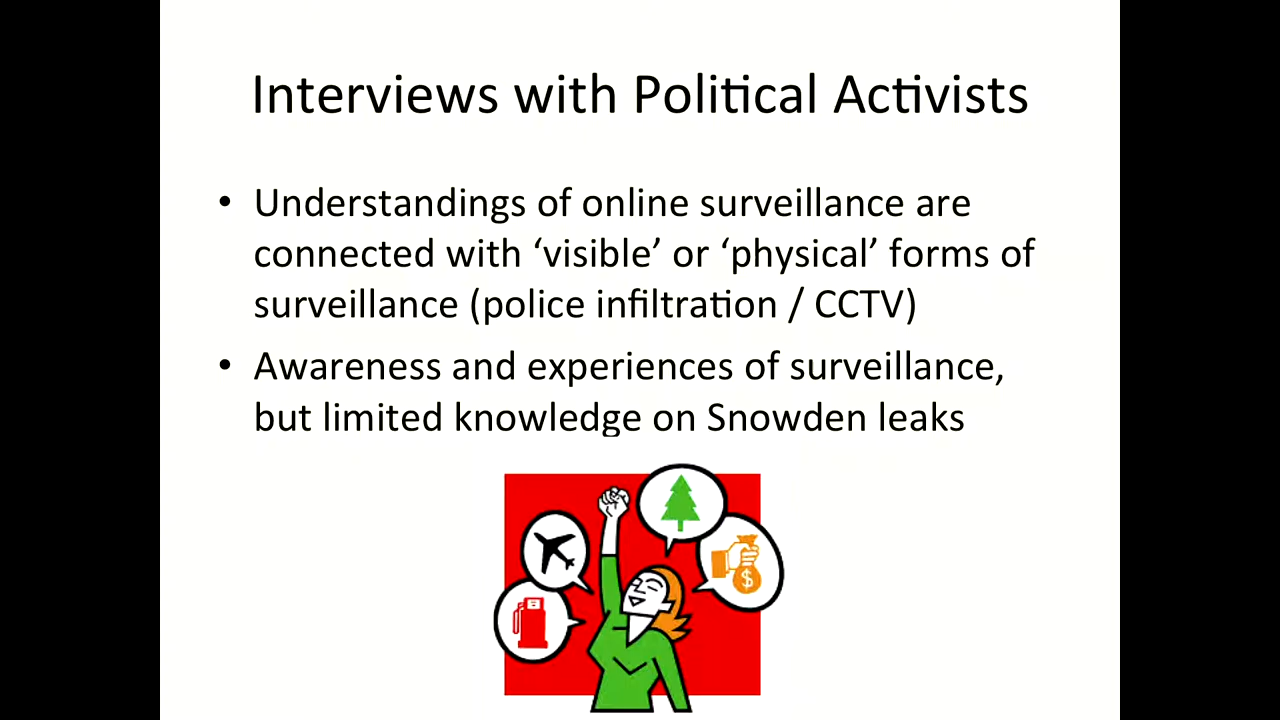 Interviews with Political Activists
• Understandings of online surveillance are
connected with ‘visible’ or ‘physical’ forms of
surveillance (police infiltration / CCTV)
• Awareness and experiences of surveillance,
but limited knowledge on Snowden leaks
$